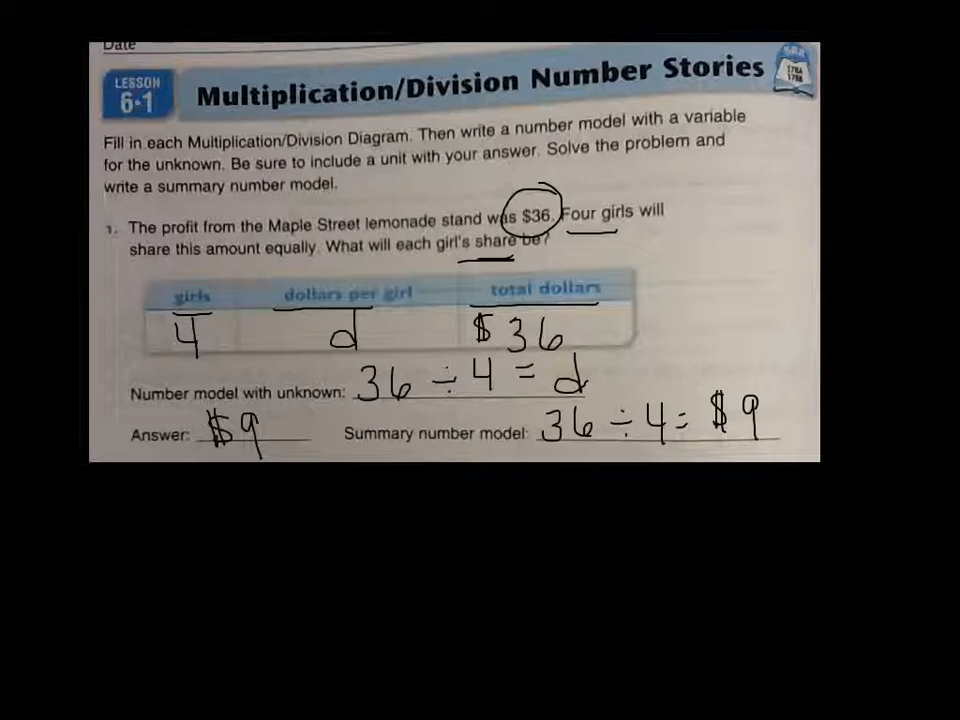 Date
LESSON
6•1
Multiplication/Division Number Stories
SRB
178A
178B
Fill in each Multiplication/Division Diagram. Then write a number model with a variable
for the unknown. Be sure to include a unit with your answer. Solve the problem and
write a summary number model.
1. The profit from the Maple Street lemonade stand was $36. Four girls will
share this amount equally. What will each girl's share be?
girls dollars per girl total dollars
4 d $ 36
Number model with unknown: 36 ÷ 4 = d
Answer: $9 Summary number model: 36 ÷ 4 = $9